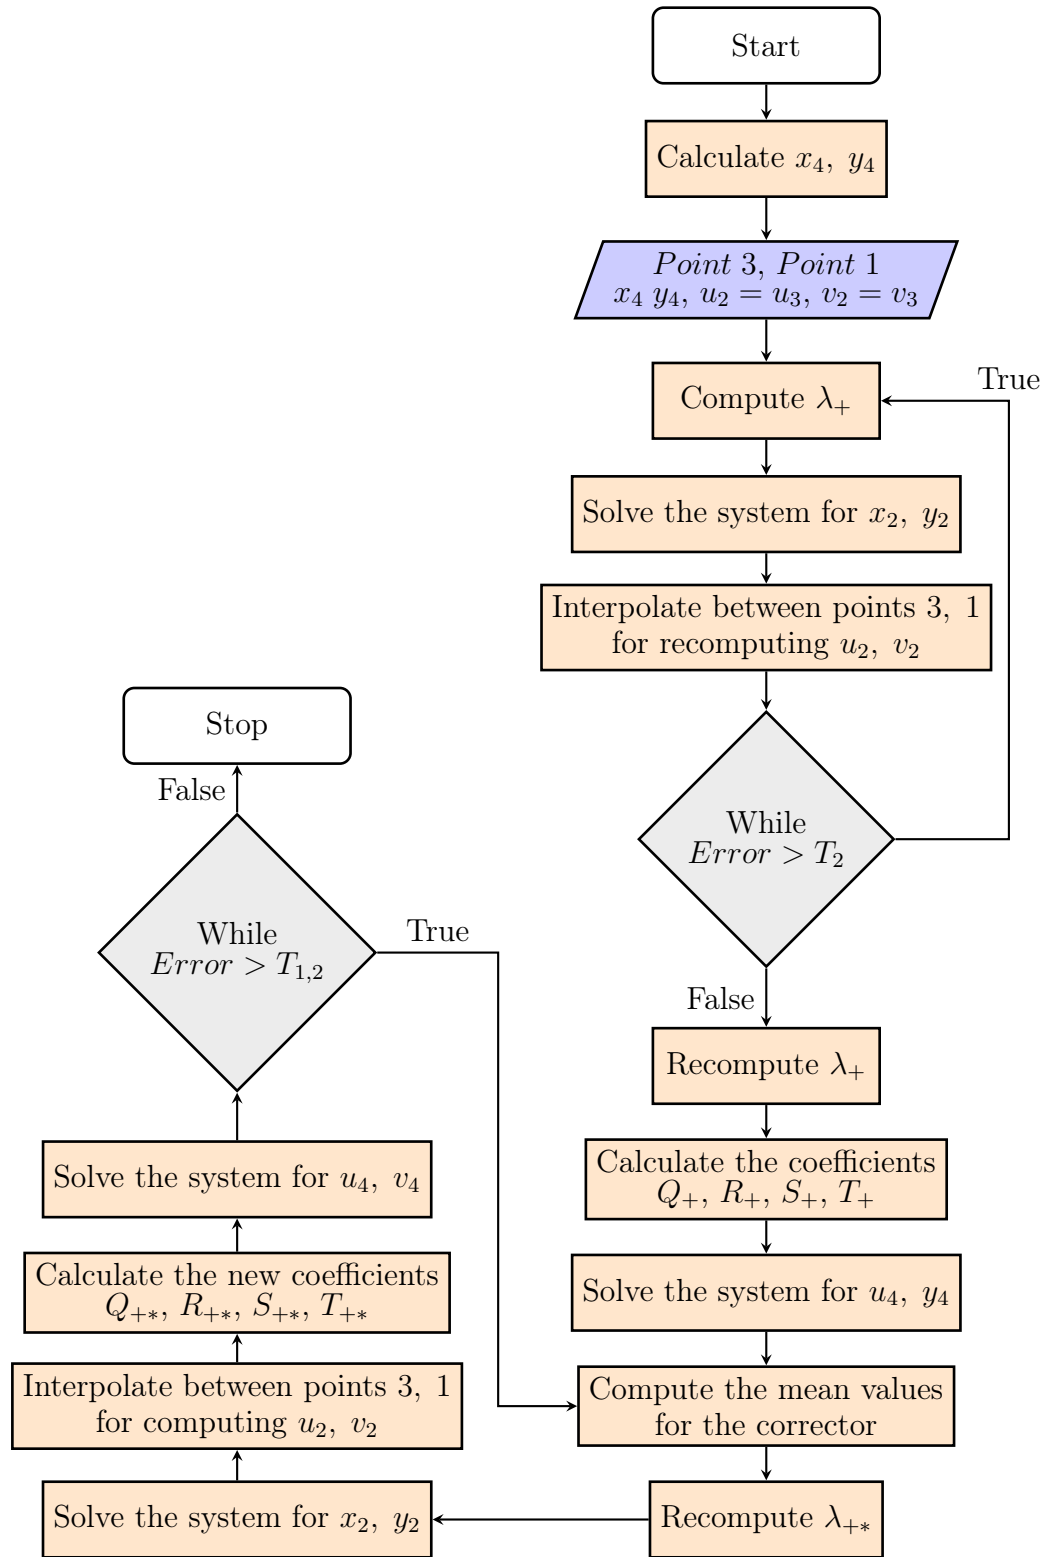 Start
Calculate x₄, y₄
Point 3, Point 1
x₄ y₄, u₂ = u₃, v₂ = v₃
Compute λ₊
True
Solve the system for x₂, y₂
Interpolate between points 3, 1
for recomputing u₂, v₂
While
Error > T₂
False
Recompute λ₊
Calculate the coefficients
Q₊, R₊, S₊, T₊
Solve the system for u₄, y₄
Compute the mean values
for the corrector
Recompute λ₊*
Solve the system for x₂, y₂
Interpolate between points 3, 1
for computing u₂, v₂
Calculate the new coefficients
Q₊*, R₊*, S₊*, T₊*
Solve the system for u₄, v₄
While
Error > T₁,₂
True
False
Stop